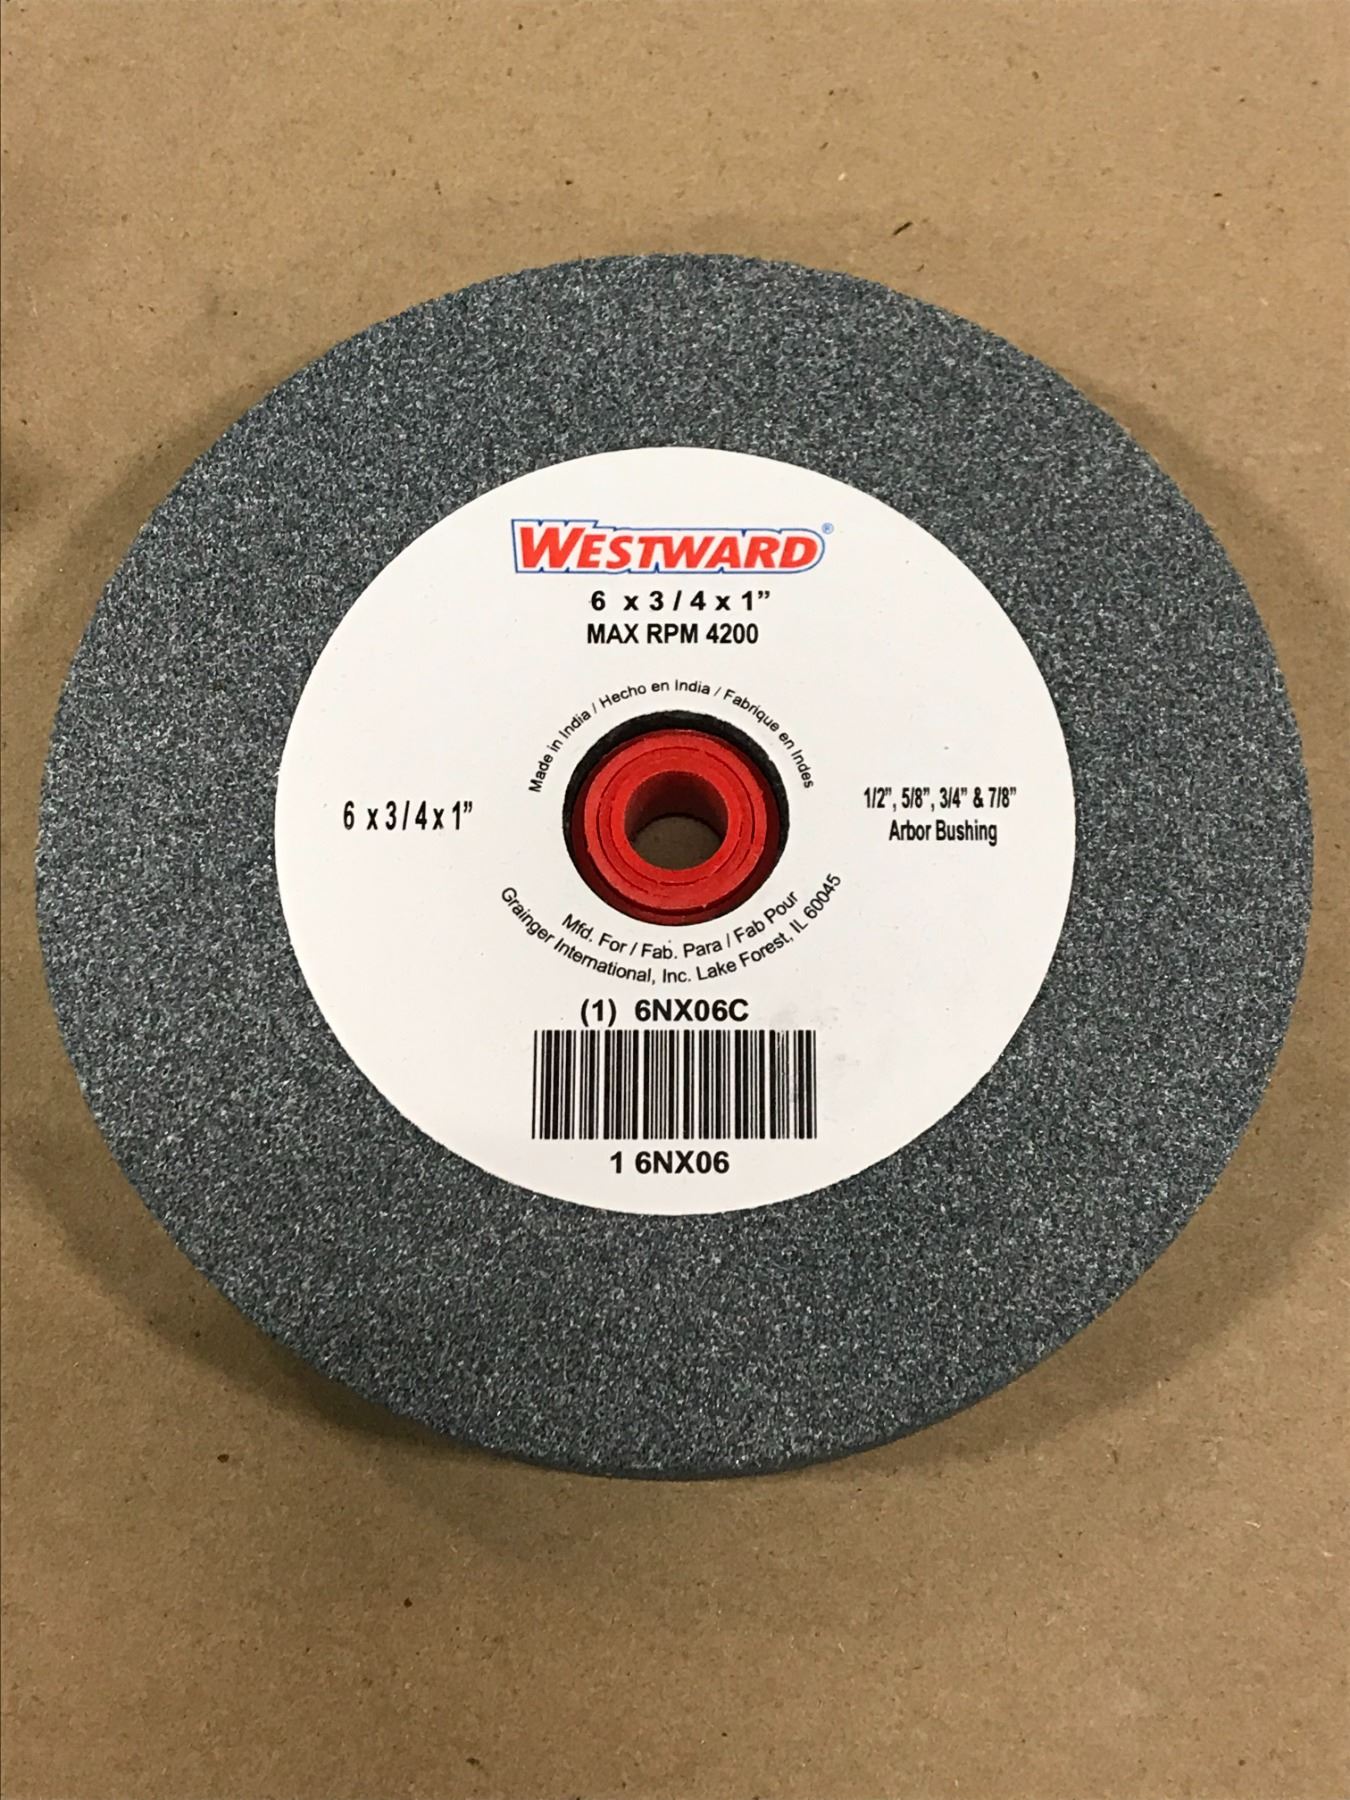 WESTWARD®
6 x 3 / 4 x 1”
MAX RPM 4200
Made in India / Hecho en India / Fabrique en Indes
6 x 3 / 4 x 1”
1/2”, 5/8”, 3/4” & 7/8”
Arbor Bushing
Mfd. For / Fab. Para / Fab Pour
Grainger International, Inc. Lake Forest, IL 60045
(1) 6NX06C
1 6NX06